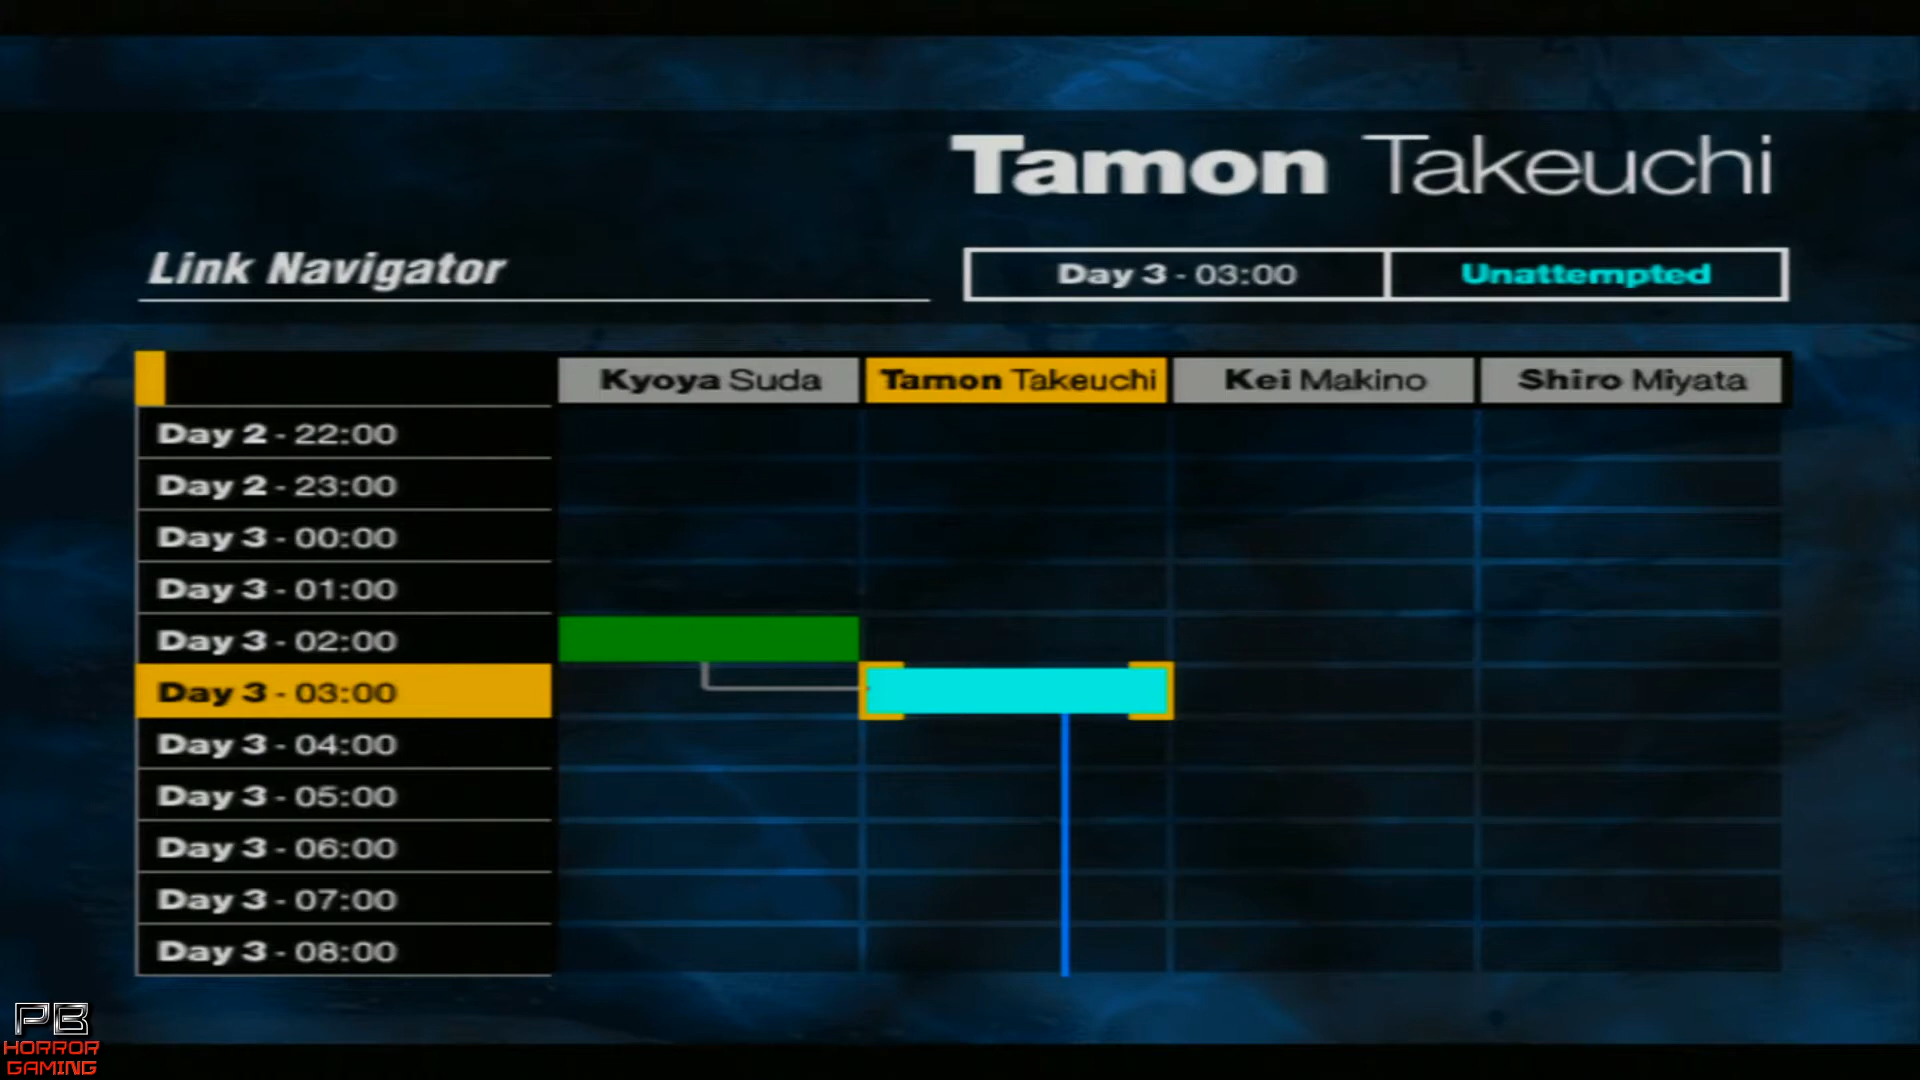 Tamon Takeuchi
Link Navigator
Day 3 - 03:00 Unattempted
Kyoya Suda Tamon Takeuchi Kei Makino Shiro Miyata
Day 2 - 22:00
Day 2 - 23:00
Day 3 - 00:00
Day 3 - 01:00
Day 3 - 02:00
Day 3 - 03:00
Day 3 - 04:00
Day 3 - 05:00
Day 3 - 06:00
Day 3 - 07:00
Day 3 - 08:00
PB
HORROR
GAMING